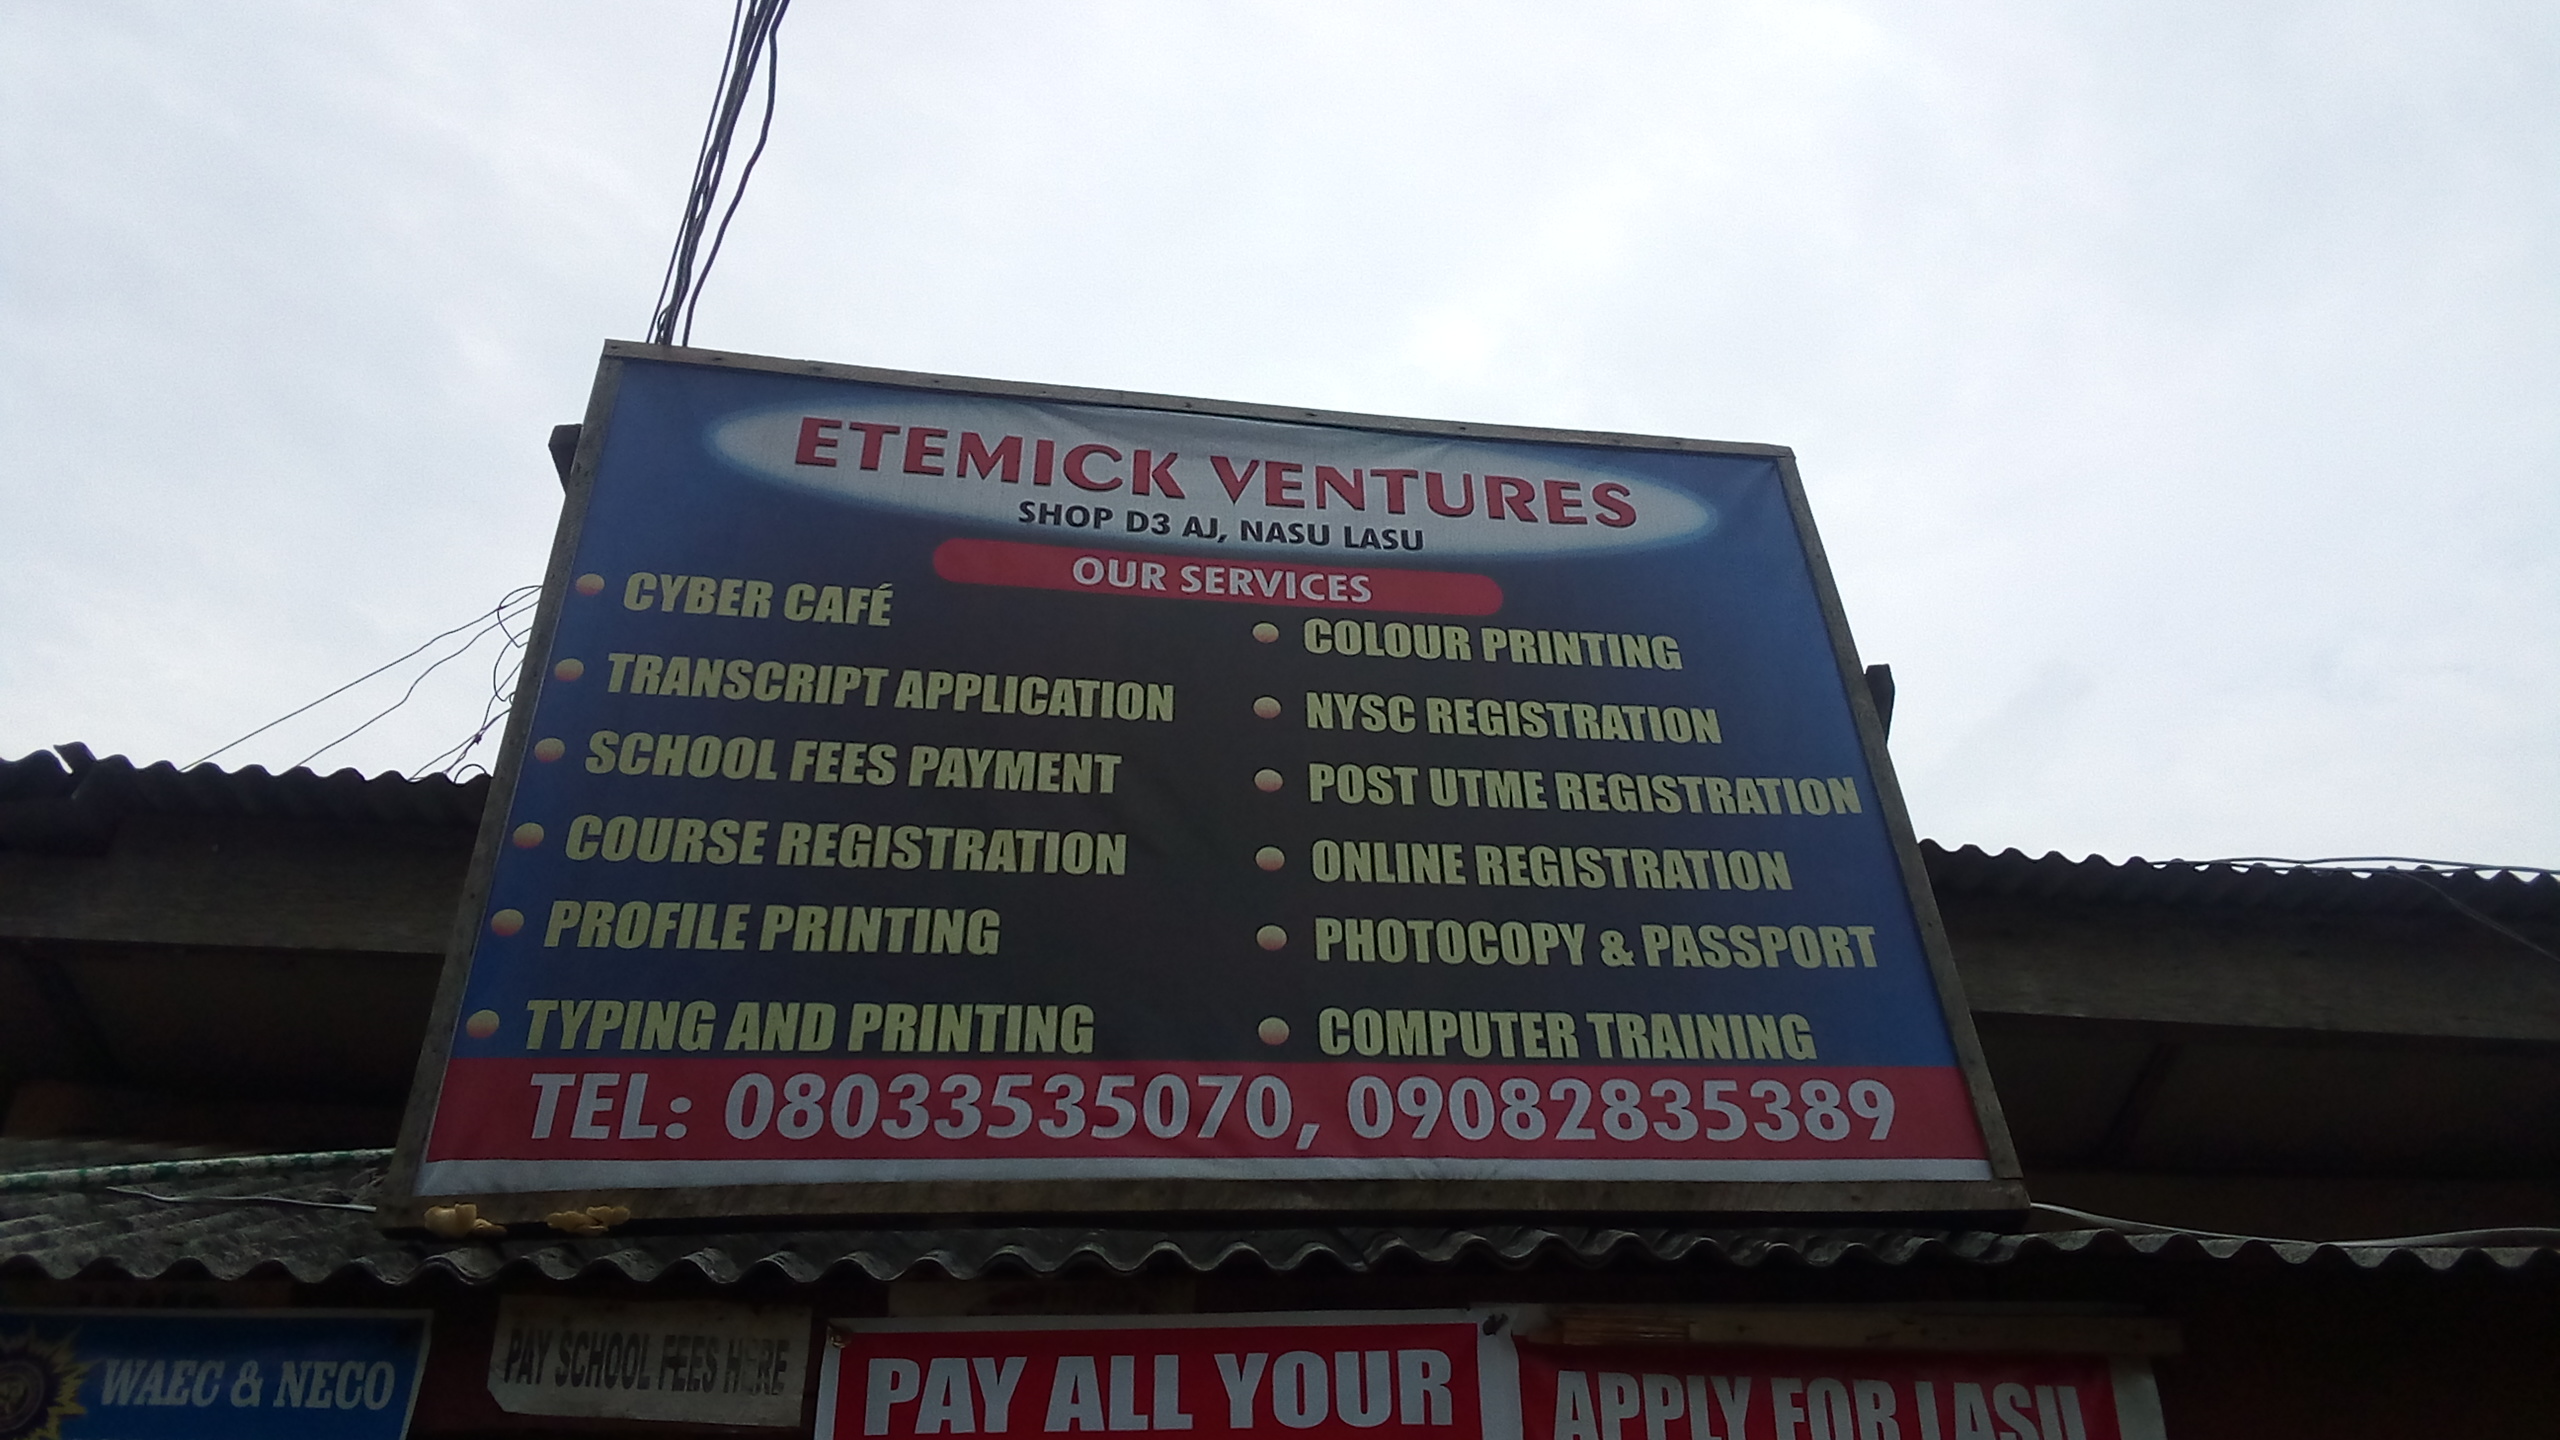 ETEMICK VENTURES
SHOP D3 AJ, NASU LASU
OUR SERVICES
CYBER CAFÉ
TRANSCRIPT APPLICATION
SCHOOL FEES PAYMENT
COURSE REGISTRATION
PROFILE PRINTING
TYPING AND PRINTING
COLOUR PRINTING
NYSC REGISTRATION
POST UTME REGISTRATION
ONLINE REGISTRATION
PHOTOCOPY & PASSPORT
COMPUTER TRAINING
TEL: 08033535070, 09082835389
WAEC & NECO
PAY SCHOOL FEES HERE
PAY ALL YOUR
APPLY FOR LASU